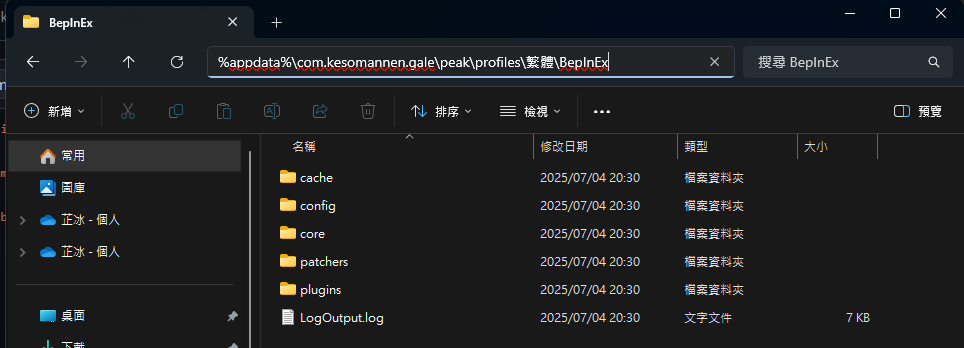 BepInEx
%appdata%\com.kesomannen.gale\peak\profiles\繁體\BepInEx
搜尋 BepInEx
新增
排序
檢視
預覽
名稱 修改日期 類型 大小
常用
圖庫
芷冰 - 個人
芷冰 - 個人
桌面
下載
cache 2025/07/04 20:30 檔案資料夾
config 2025/07/04 20:30 檔案資料夾
core 2025/07/04 20:30 檔案資料夾
patchers 2025/07/04 20:30 檔案資料夾
plugins 2025/07/04 20:30 檔案資料夾
LogOutput.log 2025/07/04 20:30 文字文件 7 KB